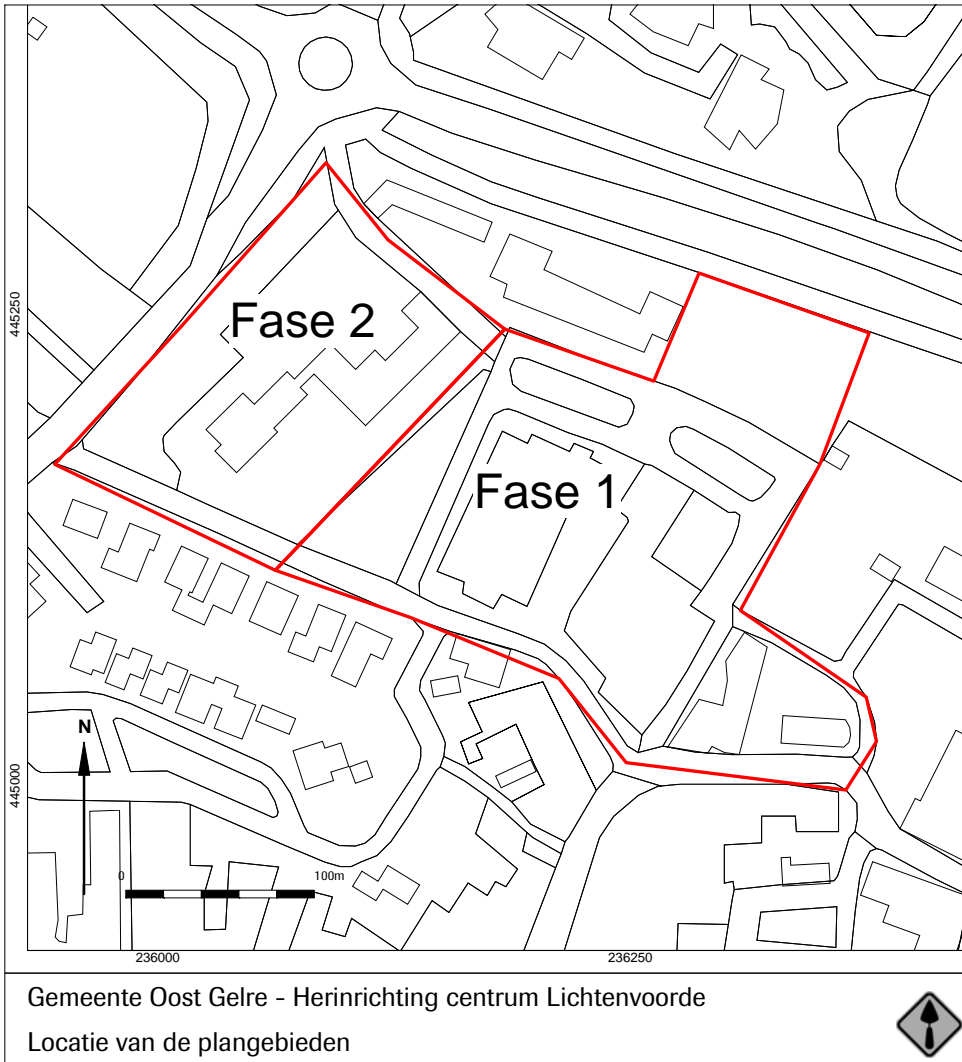 Fase 2
445250
Fase 1
N
445000
0 100m
236000 236250
Gemeente Oost Gelre - Herinrichting centrum Lichtenvoorde
Locatie van de plangebieden